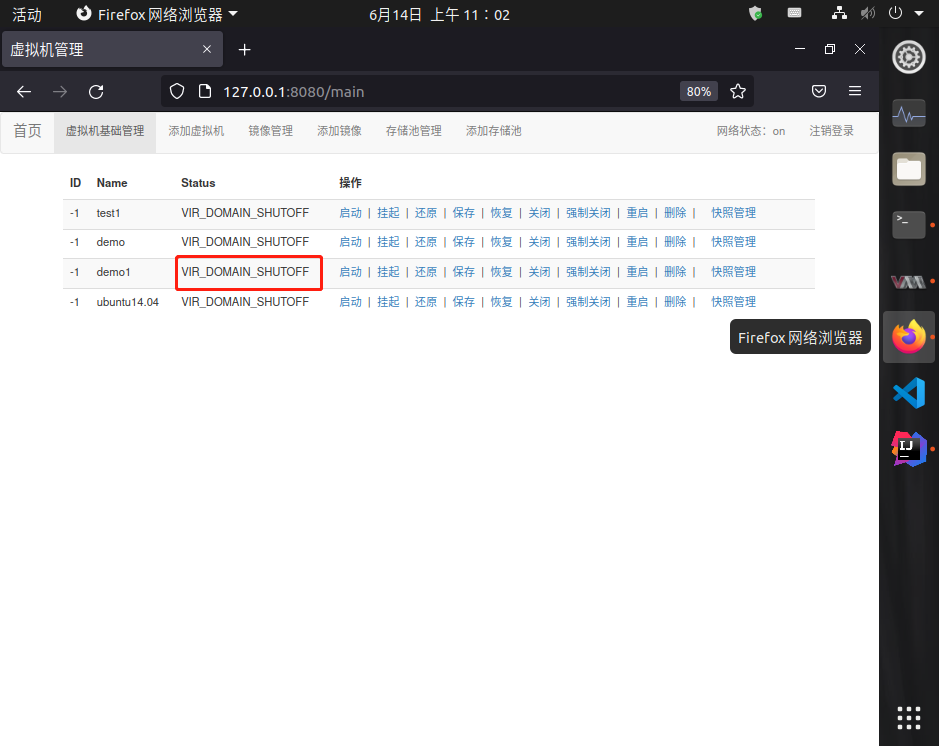 活动 Firefox 网络浏览器 6月14日 上午 11：02
虚拟机管理
127.0.0.1:8080/main 80%
首页 虚拟机基础管理 添加虚拟机 镜像管理 添加镜像 存储池管理 添加存储池 网络状态：on 注销登录
ID Name Status 操作
-1 test1 VIR_DOMAIN_SHUTOFF 启动 | 挂起 | 还原 | 保存 | 恢复 | 关闭 | 强制关闭 | 重启 | 删除 | 快照管理
-1 demo VIR_DOMAIN_SHUTOFF 启动 | 挂起 | 还原 | 保存 | 恢复 | 关闭 | 强制关闭 | 重启 | 删除 | 快照管理
-1 demo1 VIR_DOMAIN_SHUTOFF 启动 | 挂起 | 还原 | 保存 | 恢复 | 关闭 | 强制关闭 | 重启 | 删除 | 快照管理
-1 ubuntu14.04 VIR_DOMAIN_SHUTOFF 启动 | 挂起 | 还原 | 保存 | 恢复 | 关闭 | 强制关闭 | 重启 | 删除 | 快照管理
Firefox 网络浏览器
IJ